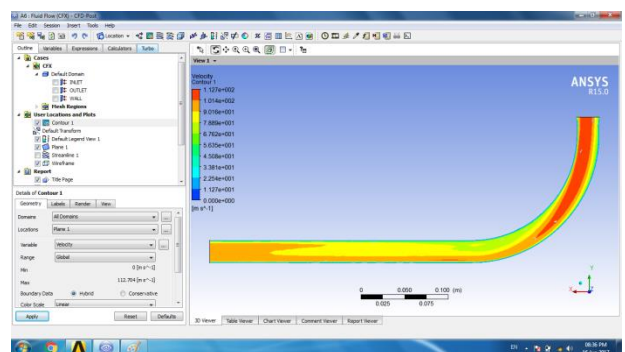 A6 : Fluid Flow (CFX) - CFD-Post
File Edit Session Insert Tools Help
Location
Outline Variables Expressions Calculators Turbo
Cases
CFX
Default Domain
INLET
OUTLET
WALL
Mesh Regions
User Locations and Plots
Contour 1
Default Transform
Default Legend View 1
Plane 1
Streamline 1
Wireframe
Report
Title Page
Details of Contour 1
Geometry Labels Render View
Domains All Domains
Locations Plane 1
Variable Velocity
Range Global
Min 0 [m s^-1]
Max 112.704 [m s^-1]
Boundary Data Hybrid Conservative
Color Scale Linear
Apply Reset Defaults
View 1
Velocity
Contour 1
1.127e+002
1.014e+002
9.016e+001
7.889e+001
6.762e+001
5.635e+001
4.508e+001
3.381e+001
2.254e+001
1.127e+001
0.000e+000
[m s^-1]
ANSYS
R15.0
0 0.050 0.100 (m)
0.025 0.075
Y
3D Viewer Table Viewer Chart Viewer Comment Viewer Report Viewer
EN 08:36 PM